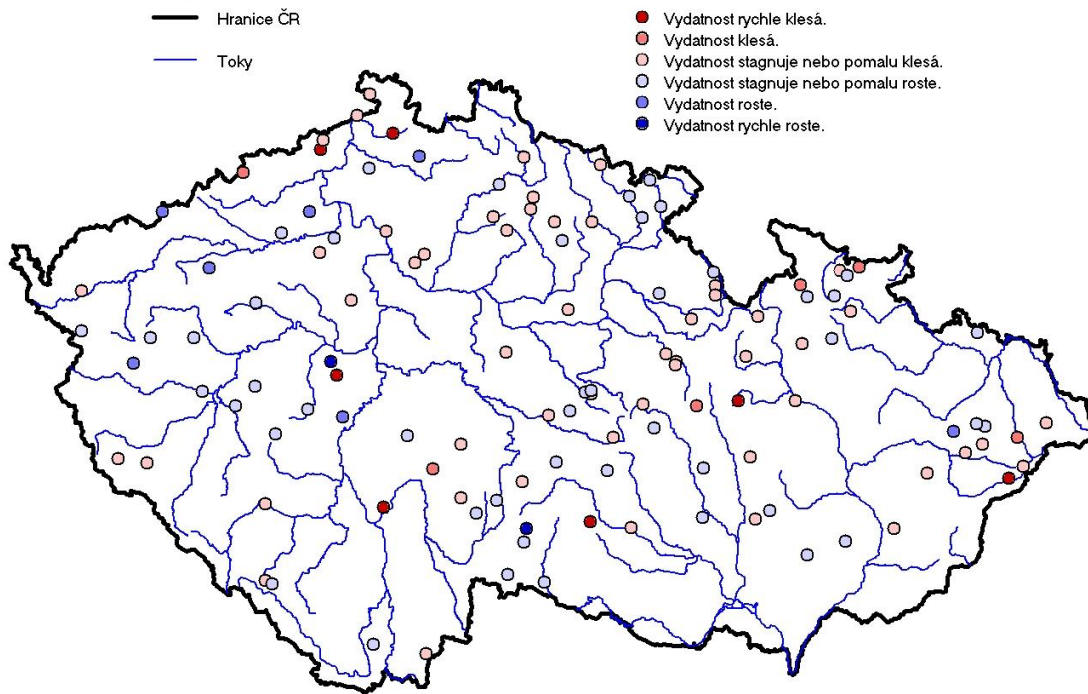 Hranice ČR
Toky
Vydatnost rychle klesá.
Vydatnost klesá.
Vydatnost stagnuje nebo pomalu klesá.
Vydatnost stagnuje nebo pomalu roste.
Vydatnost roste.
Vydatnost rychle roste.